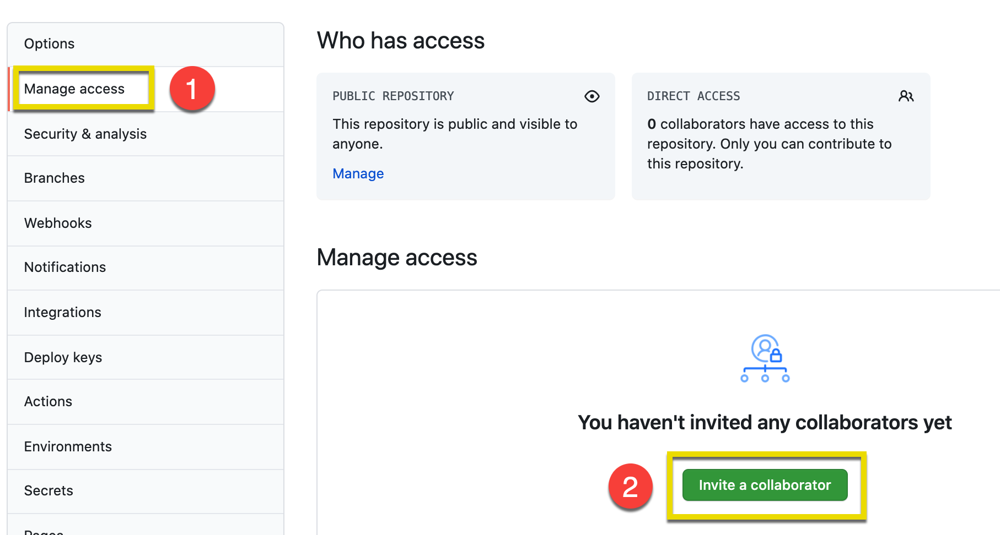 Options
Manage access
1
Security & analysis
Branches
Webhooks
Notifications
Integrations
Deploy keys
Actions
Environments
Secrets
Pages
Who has access
PUBLIC REPOSITORY
This repository is public and visible to
anyone.
Manage
DIRECT ACCESS
0 collaborators have access to this
repository. Only you can contribute to
this repository.
Manage access
You haven't invited any collaborators yet
2
Invite a collaborator